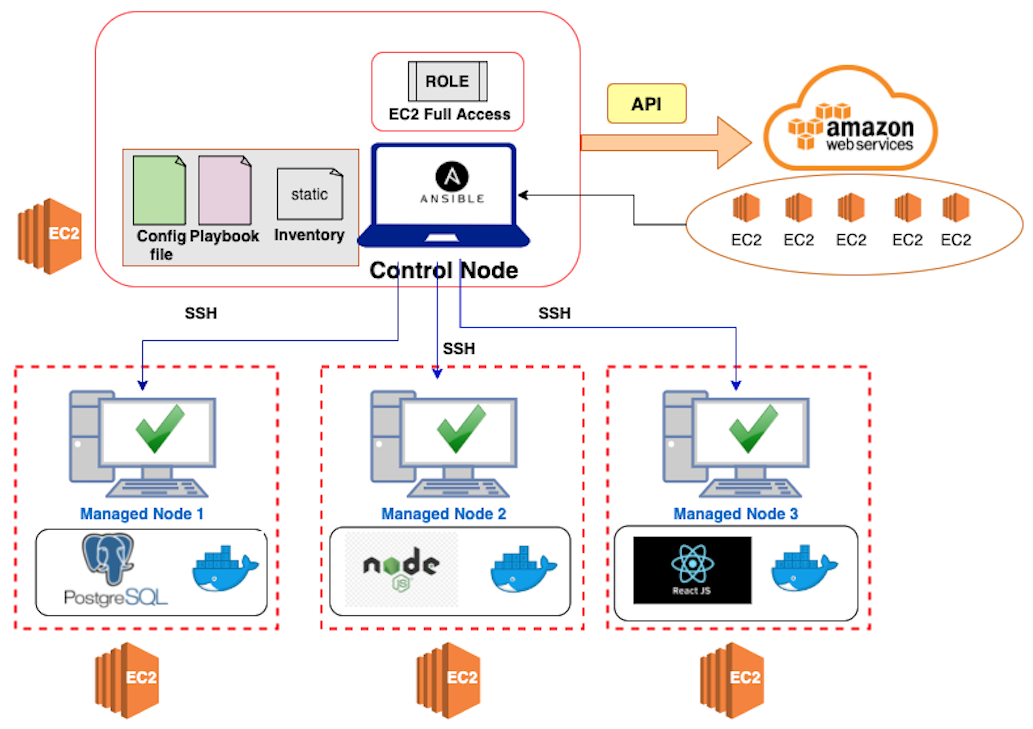 ROLE
EC2 Full Access
API
amazon
web services
ANSIBLE
static
Config
file
Playbook
Inventory
EC2
Control Node
EC2 EC2 EC2 EC2 EC2
SSH
SSH
SSH
Managed Node 1
Managed Node 2
Managed Node 3
PostgreSQL
node
JS
React JS
EC2
EC2
EC2